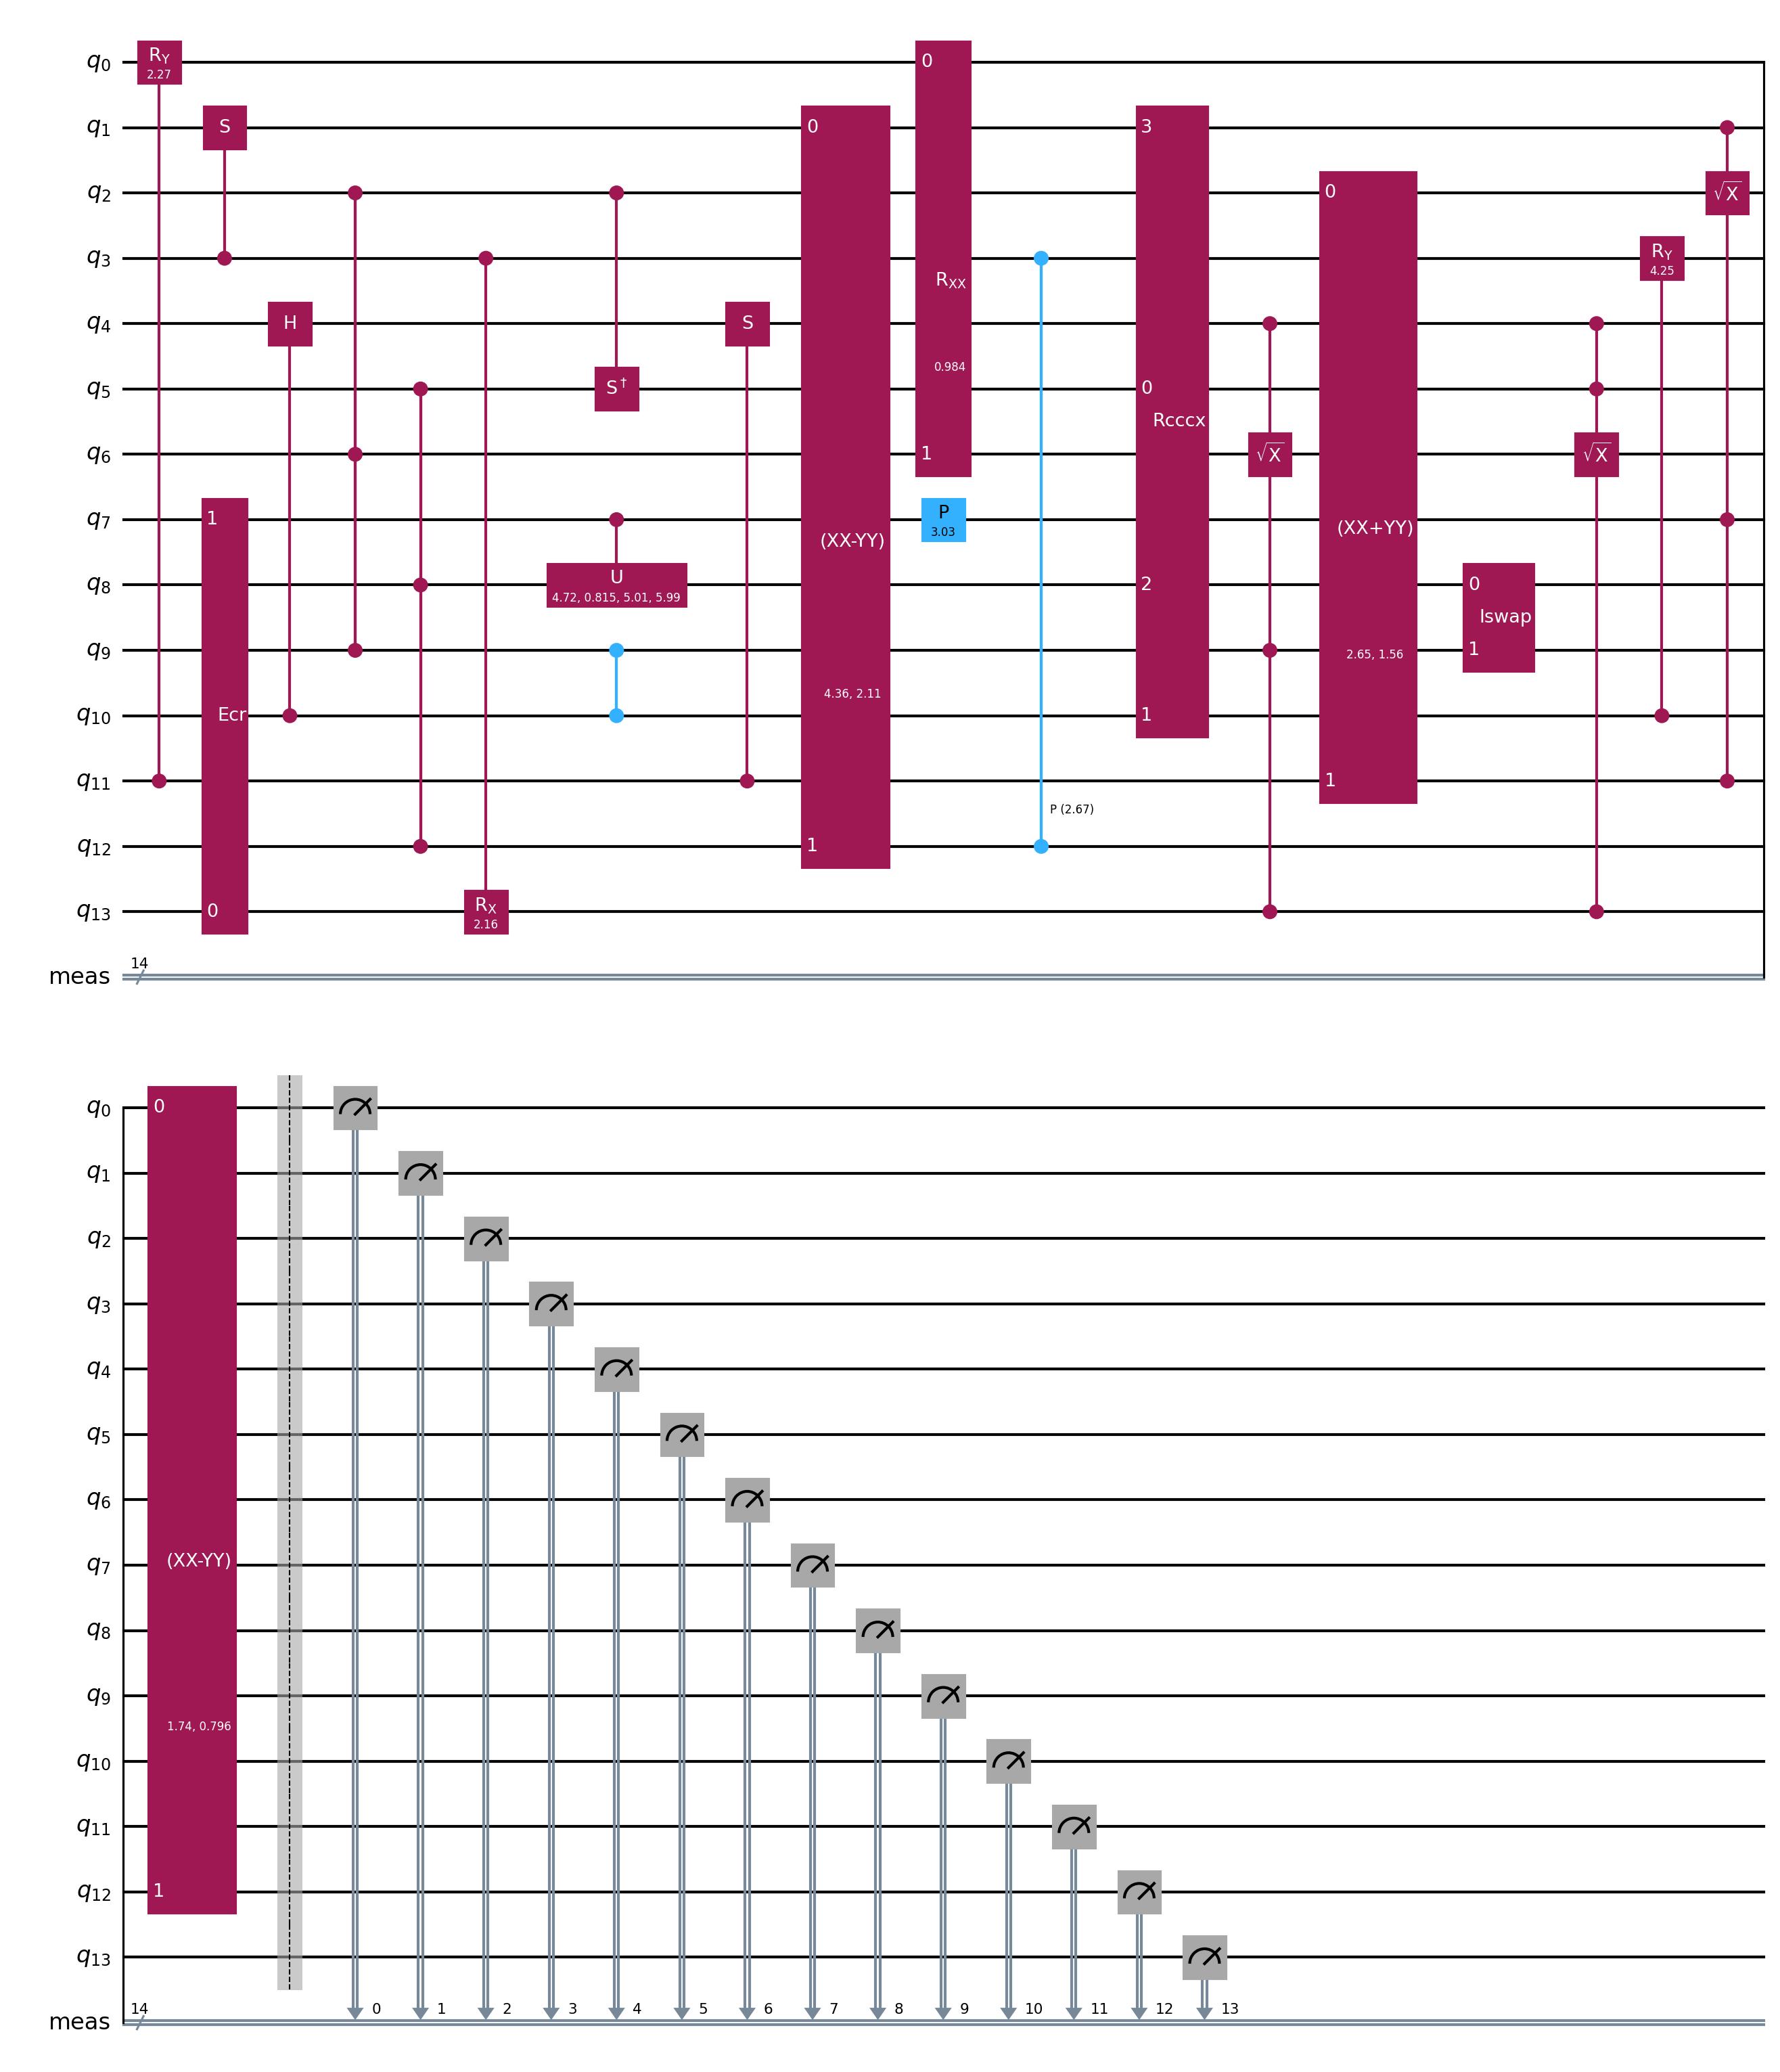 q0 RY 2.27 0 0
q1 S 0 3
q2 0 √X
q3 RXX RY 4.25
q4 H S 0.984
q5 S† 0 Rcccx
q6 1 √X √X
q7 1 P 3.03 (XX-YY) (XX+YY)
q8 U 4.72, 0.815, 5.01, 5.99 2 0 Iswap
q9 2.65, 1.56 1
q10 Ecr 4.36, 2.11 1
q11 1 P (2.67)
q12 1
q13 0 RX 2.16
meas 14
q0 0
q1
q2
q3
q4
q5
q6
q7 (XX-YY)
q8
q9 1.74, 0.796
q10
q11
q12 1
q13
meas 14 0 1 2 3 4 5 6 7 8 9 10 11 12 13